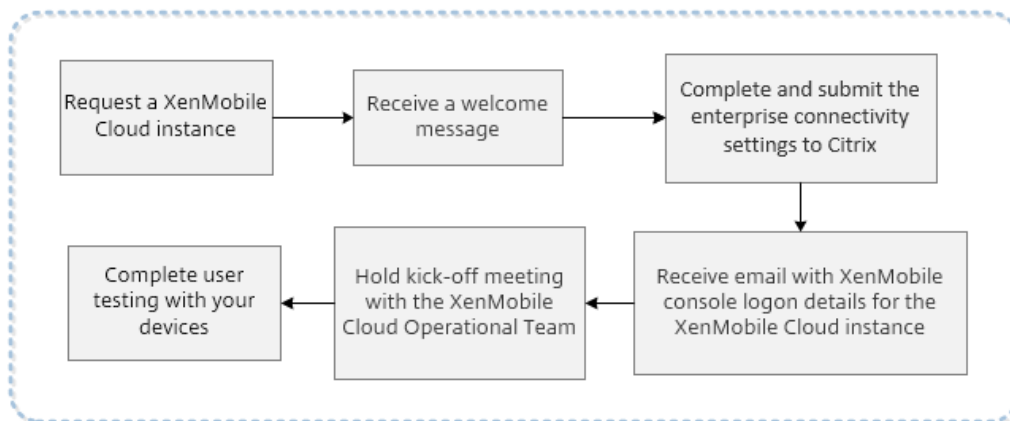 Request a XenMobile
Cloud instance
Receive a welcome
message
Complete and submit the
enterprise connectivity
settings to Citrix
Receive email with XenMobile
console logon details for the
XenMobile Cloud instance
Hold kick-off meeting
with the XenMobile
Cloud Operational Team
Complete user
testing with your
devices